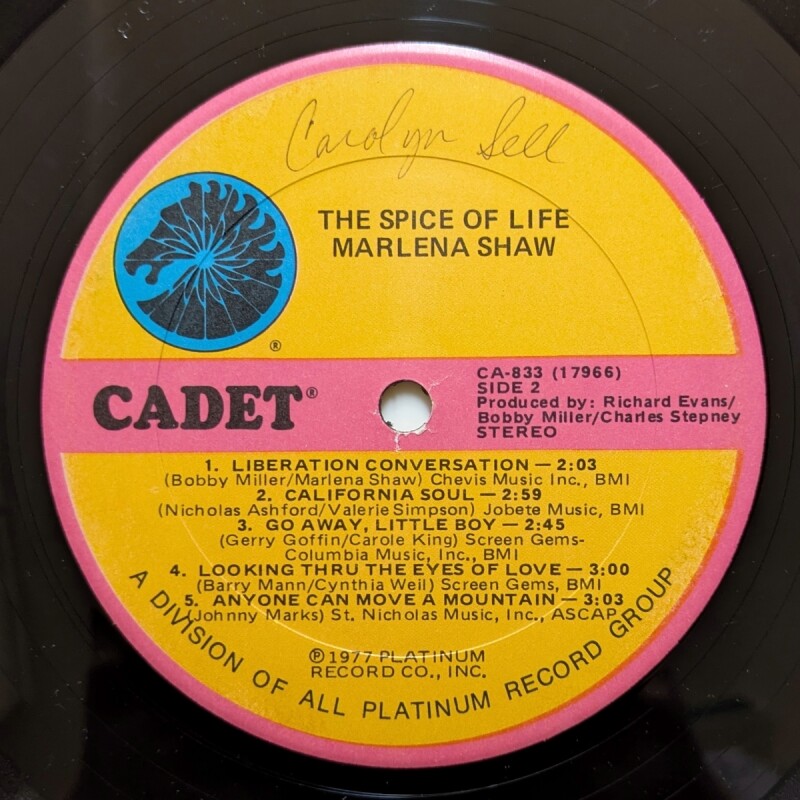 Carolyn Sell
THE SPICE OF LIFE
MARLENA SHAW
®
CADET®
CA-833 (17966)
SIDE 2
Produced by: Richard Evans/
Bobby Miller/Charles Stepney
STEREO
1. LIBERATION CONVERSATION — 2:03
(Bobby Miller/Marlena Shaw) Chevis Music Inc., BMI
2. CALIFORNIA SOUL — 2:59
(Nicholas Ashford/Valerie Simpson) Jobete Music, BMI
3. GO AWAY, LITTLE BOY — 2:45
(Gerry Goffin/Carole King) Screen Gems-
Columbia Music, Inc., BMI
4. LOOKING THRU THE EYES OF LOVE — 3:00
(Barry Mann/Cynthia Weil) Screen Gems, BMI
5. ANYONE CAN MOVE A MOUNTAIN — 3:03
(Johnny Marks) St. Nicholas Music, Inc., ASCAP
℗1977 PLATINUM
RECORD CO., INC.
A DIVISION OF ALL PLATINUM RECORD GROUP